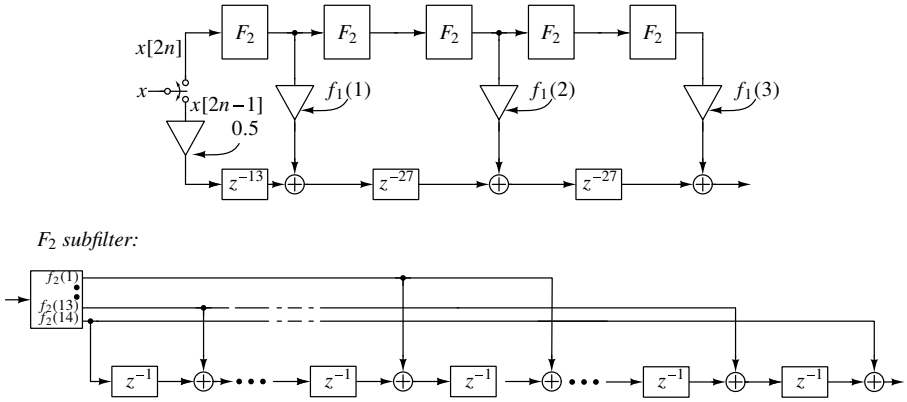 F₂ F₂ F₂ F₂ F₂
x[2n]
x
x[2n−1]
0.5
f₁(1) f₁(2) f₁(3)
z⁻¹³ z⁻²⁷ z⁻²⁷
F₂ subfilter:
f₂(1)
f₂(13)
f₂(14)
z⁻¹ z⁻¹ z⁻¹ z⁻¹ z⁻¹